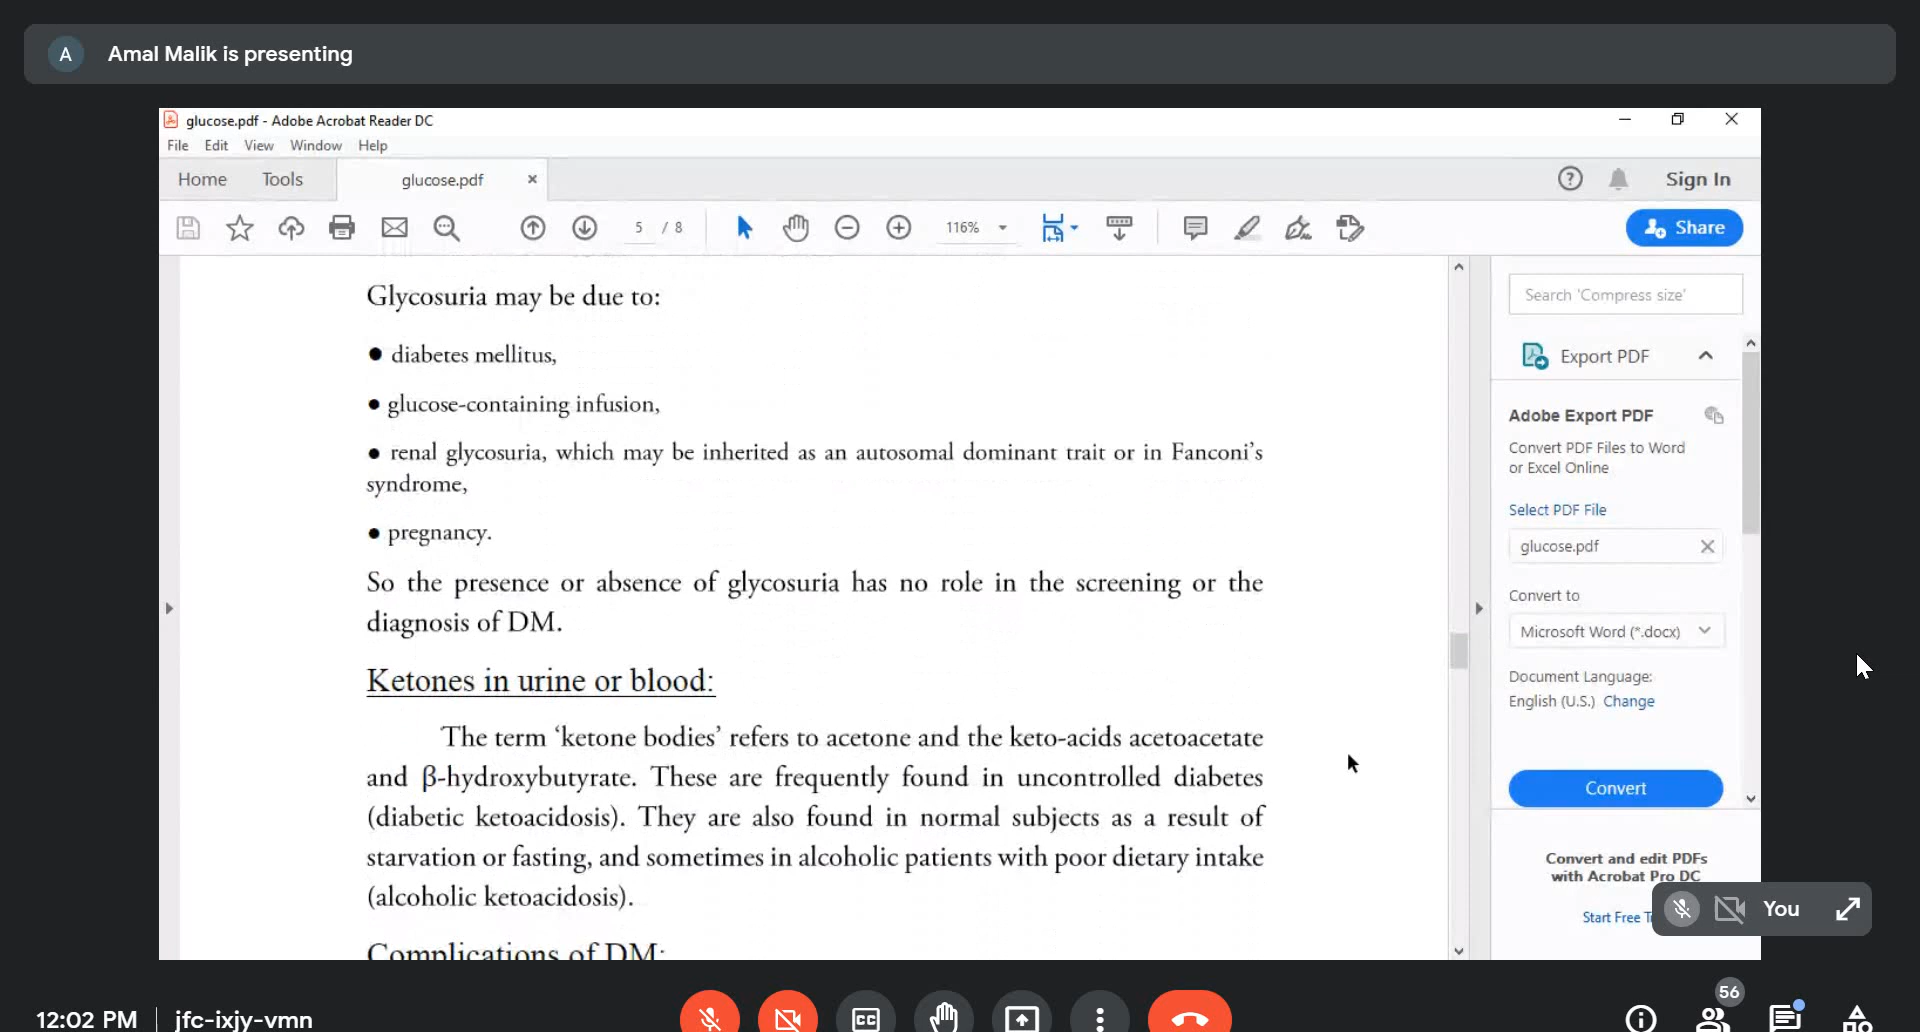 A Amal Malik is presenting
glucose.pdf - Adobe Acrobat Reader DC
File Edit View Window Help
Home Tools glucose.pdf × Sign In
5 / 8 116% Share
Glycosuria may be due to:
● diabetes mellitus,
● glucose-containing infusion,
● renal glycosuria, which may be inherited as an autosomal dominant trait or in Fanconi’s
syndrome,
● pregnancy.
So the presence or absence of glycosuria has no role in the screening or the
diagnosis of DM.
Ketones in urine or blood:
The term ‘ketone bodies’ refers to acetone and the keto-acids acetoacetate
and β-hydroxybutyrate. These are frequently found in uncontrolled diabetes
(diabetic ketoacidosis). They are also found in normal subjects as a result of
starvation or fasting, and sometimes in alcoholic patients with poor dietary intake
(alcoholic ketoacidosis).
Complications of DM:
Search 'Compress size'
Export PDF
Adobe Export PDF
Convert PDF Files to Word
or Excel Online
Select PDF File
glucose.pdf
Convert to
Microsoft Word (*.docx)
Document Language:
English (U.S.) Change
Convert
Convert and edit PDFs
with Acrobat Pro DC
Start Free
You
12:02 PM | jfc-ixjy-vmn
CC
56